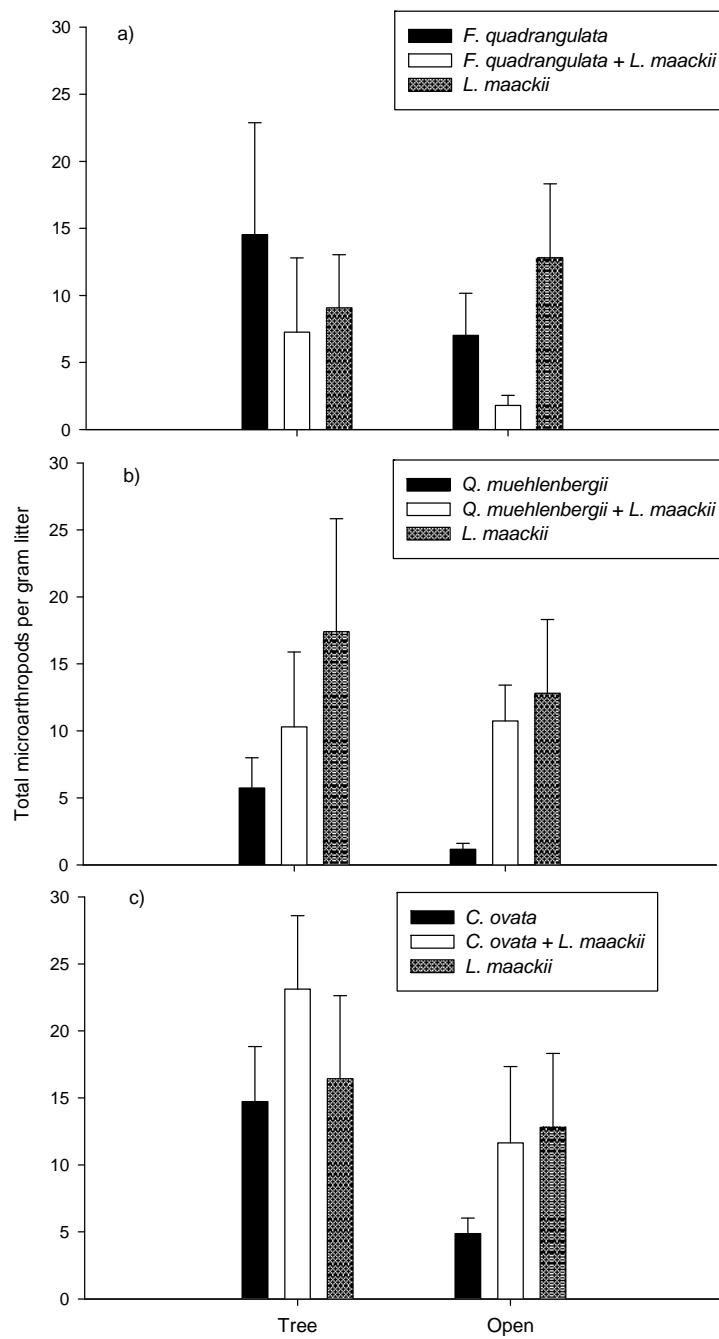 Total microarthropods per gram litter
a)
30
25
20
15
10
5
0
F. quadrangulata
F. quadrangulata + L. maackii
L. maackii
b)
30
25
20
15
10
5
0
Q. muehlenbergii
Q. muehlenbergii + L. maackii
L. maackii
c)
30
25
20
15
10
5
0
C. ovata
C. ovata + L. maackii
L. maackii
Tree Open